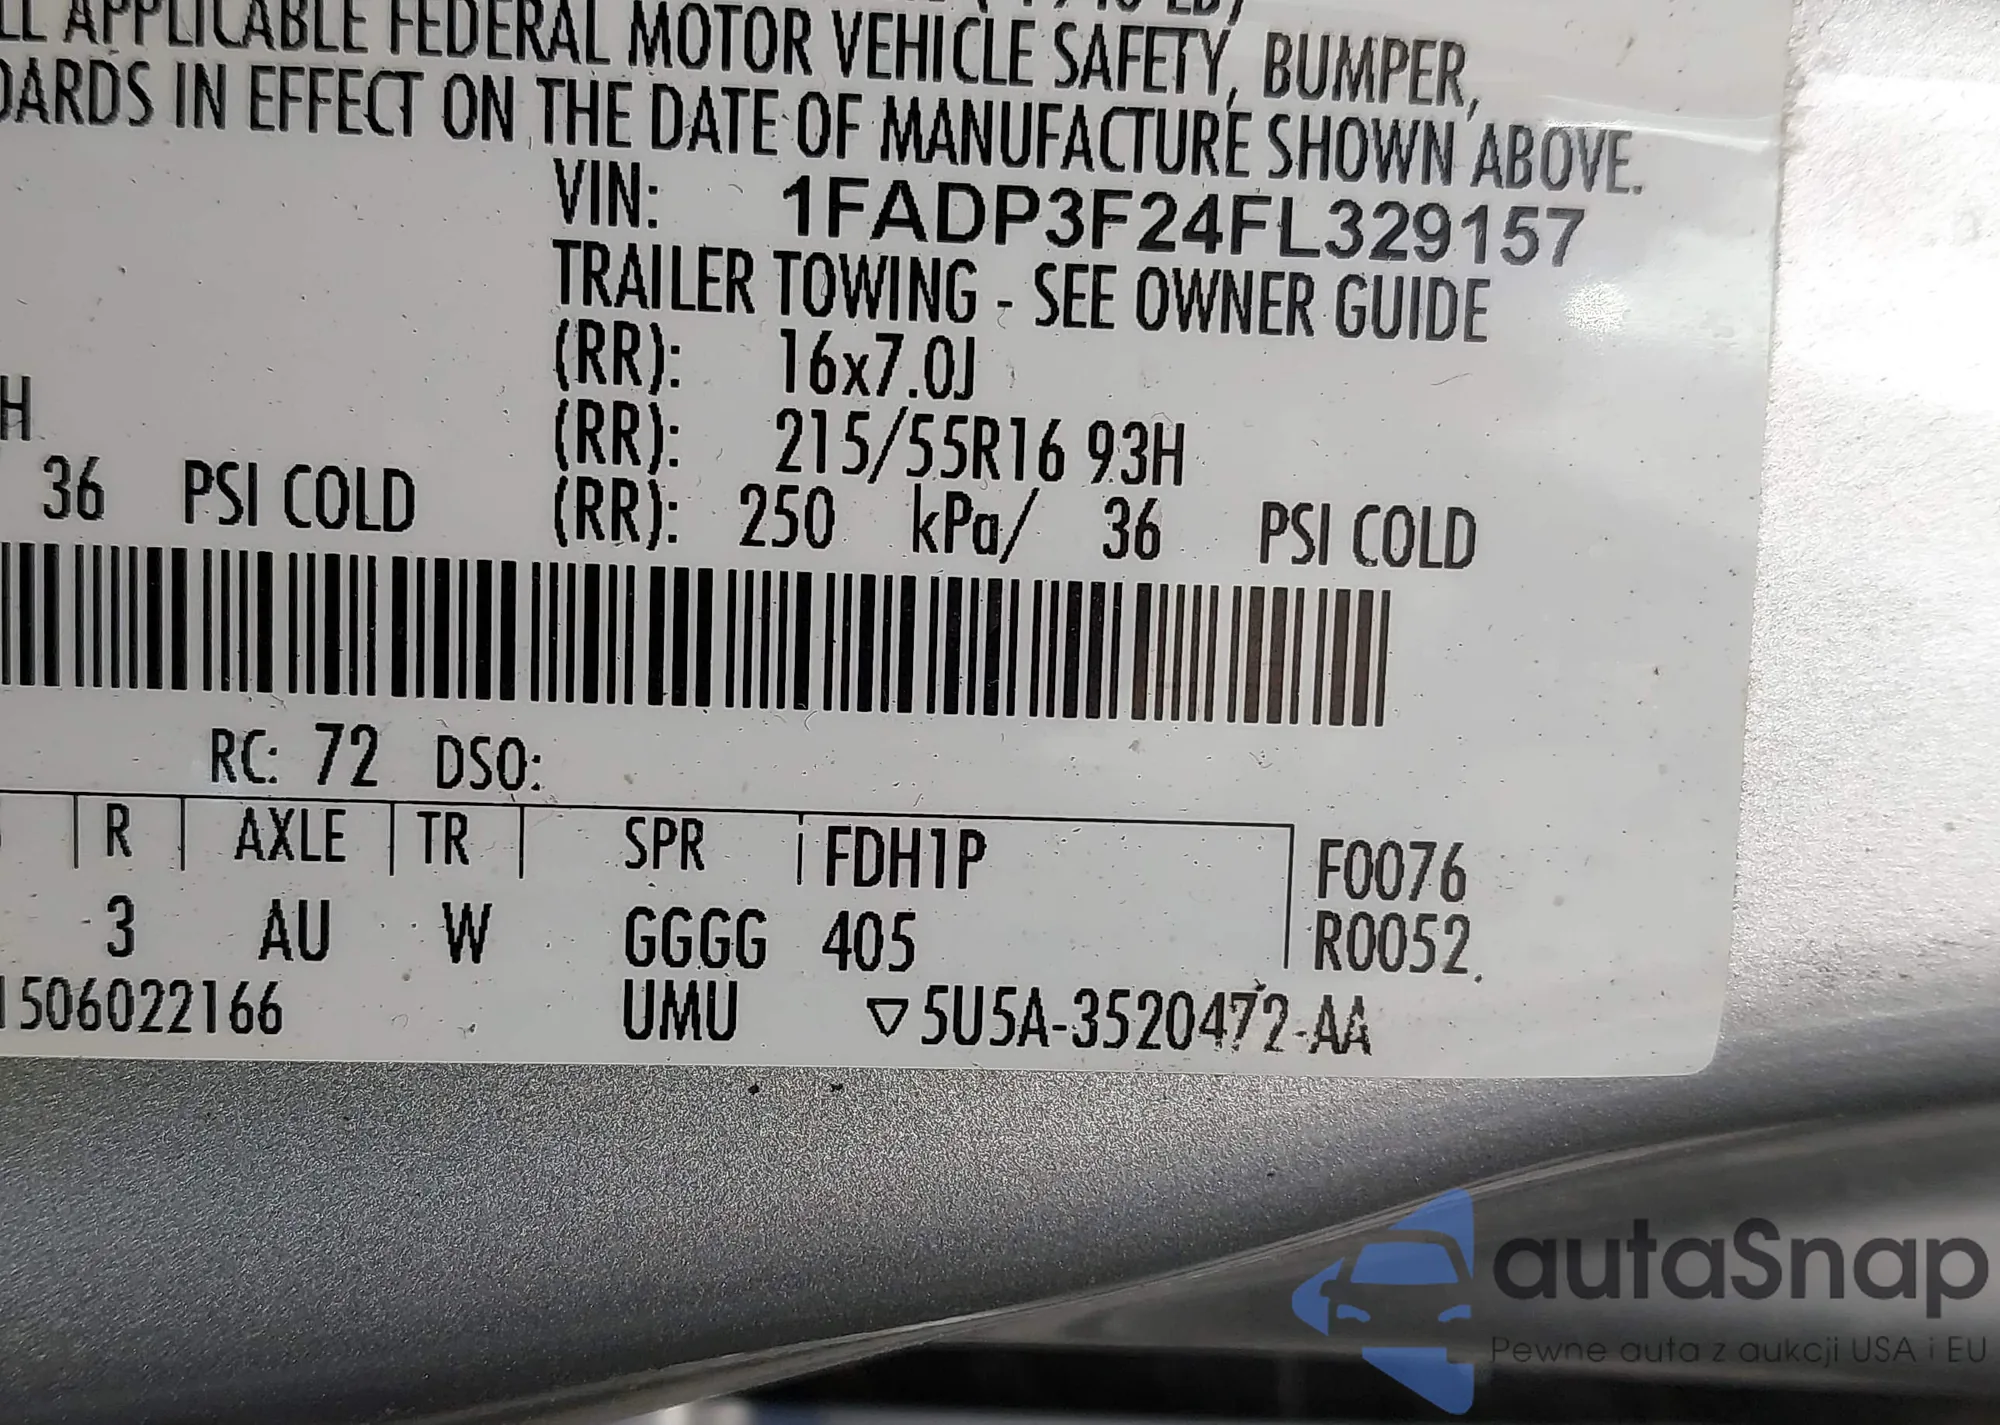 LL APPLICABLE FEDERAL MOTOR VEHICLE SAFETY, BUMPER,
DARDS IN EFFECT ON THE DATE OF MANUFACTURE SHOWN ABOVE.
VIN: 1FADP3F24FL329157
TRAILER TOWING - SEE OWNER GUIDE
(RR): 16x7.0J
H (RR): 215/55R16 93H
36 PSI COLD (RR): 250 kPa/ 36 PSI COLD
RC: 72 DSO:
R AXLE TR SPR FDH1P F0076
3 AU W GGGG 405 R0052
1506022166 UMU ▽5U5A-3520472-AA
autaSnap
Pewne auta z aukcji USA i EU